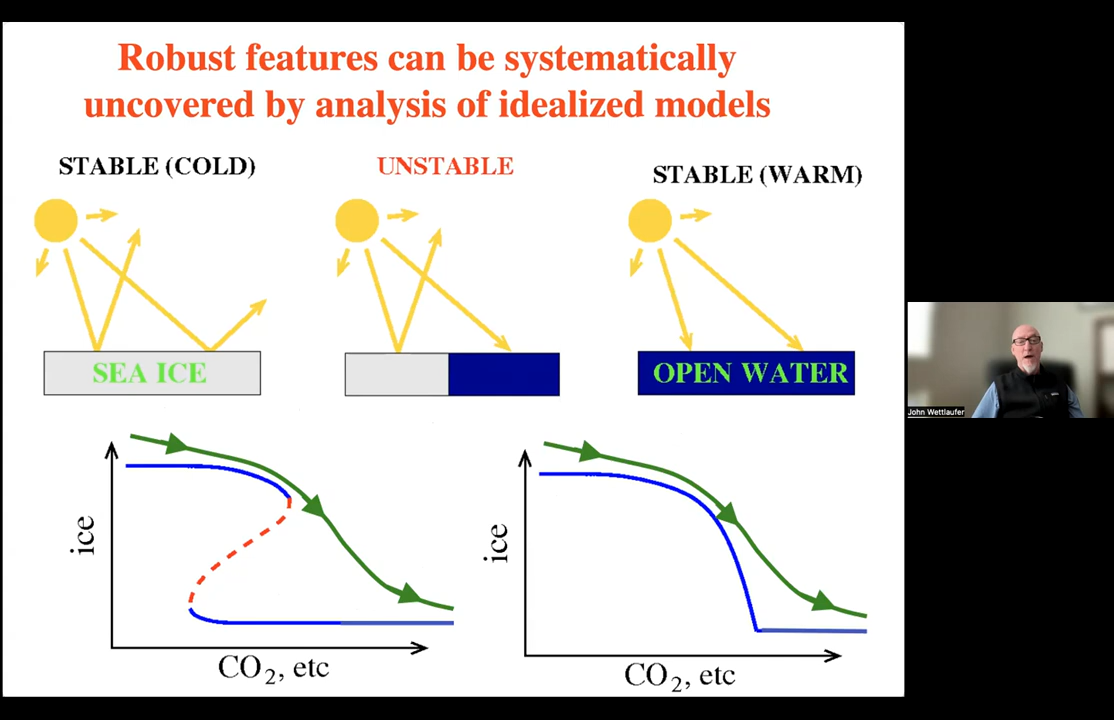 Robust features can be systematically
uncovered by analysis of idealized models
STABLE (COLD)
UNSTABLE
STABLE (WARM)
SEA ICE
OPEN WATER
ice
CO₂, etc
ice
CO₂, etc
John Wettlaufer